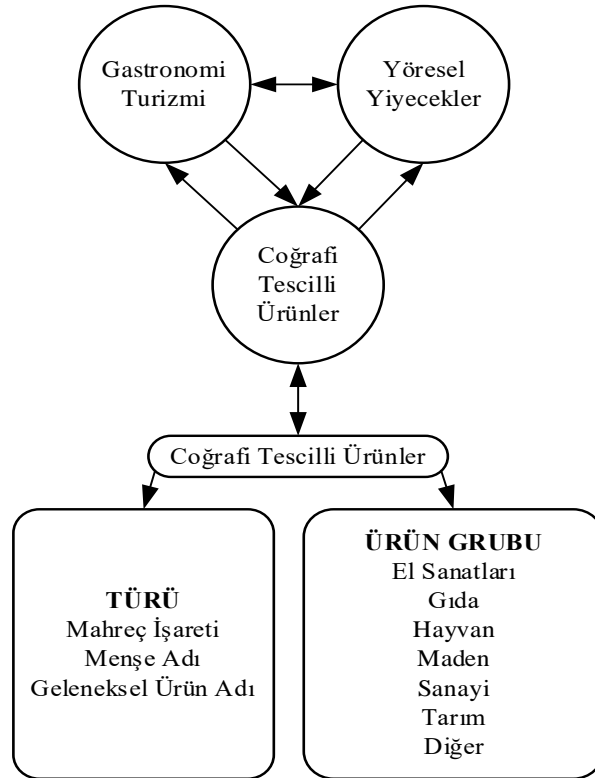 Gastronomi
Turizmi
Yöresel
Yiyecekler
Coğrafi
Tescilli
Ürünler
Coğrafi Tescilli Ürünler
TÜRÜ
Mahreç İşareti
Menşe Adı
Geleneksel Ürün Adı
ÜRÜN GRUBU
El Sanatları
Gıda
Hayvan
Maden
Sanayi
Tarım
Diğer